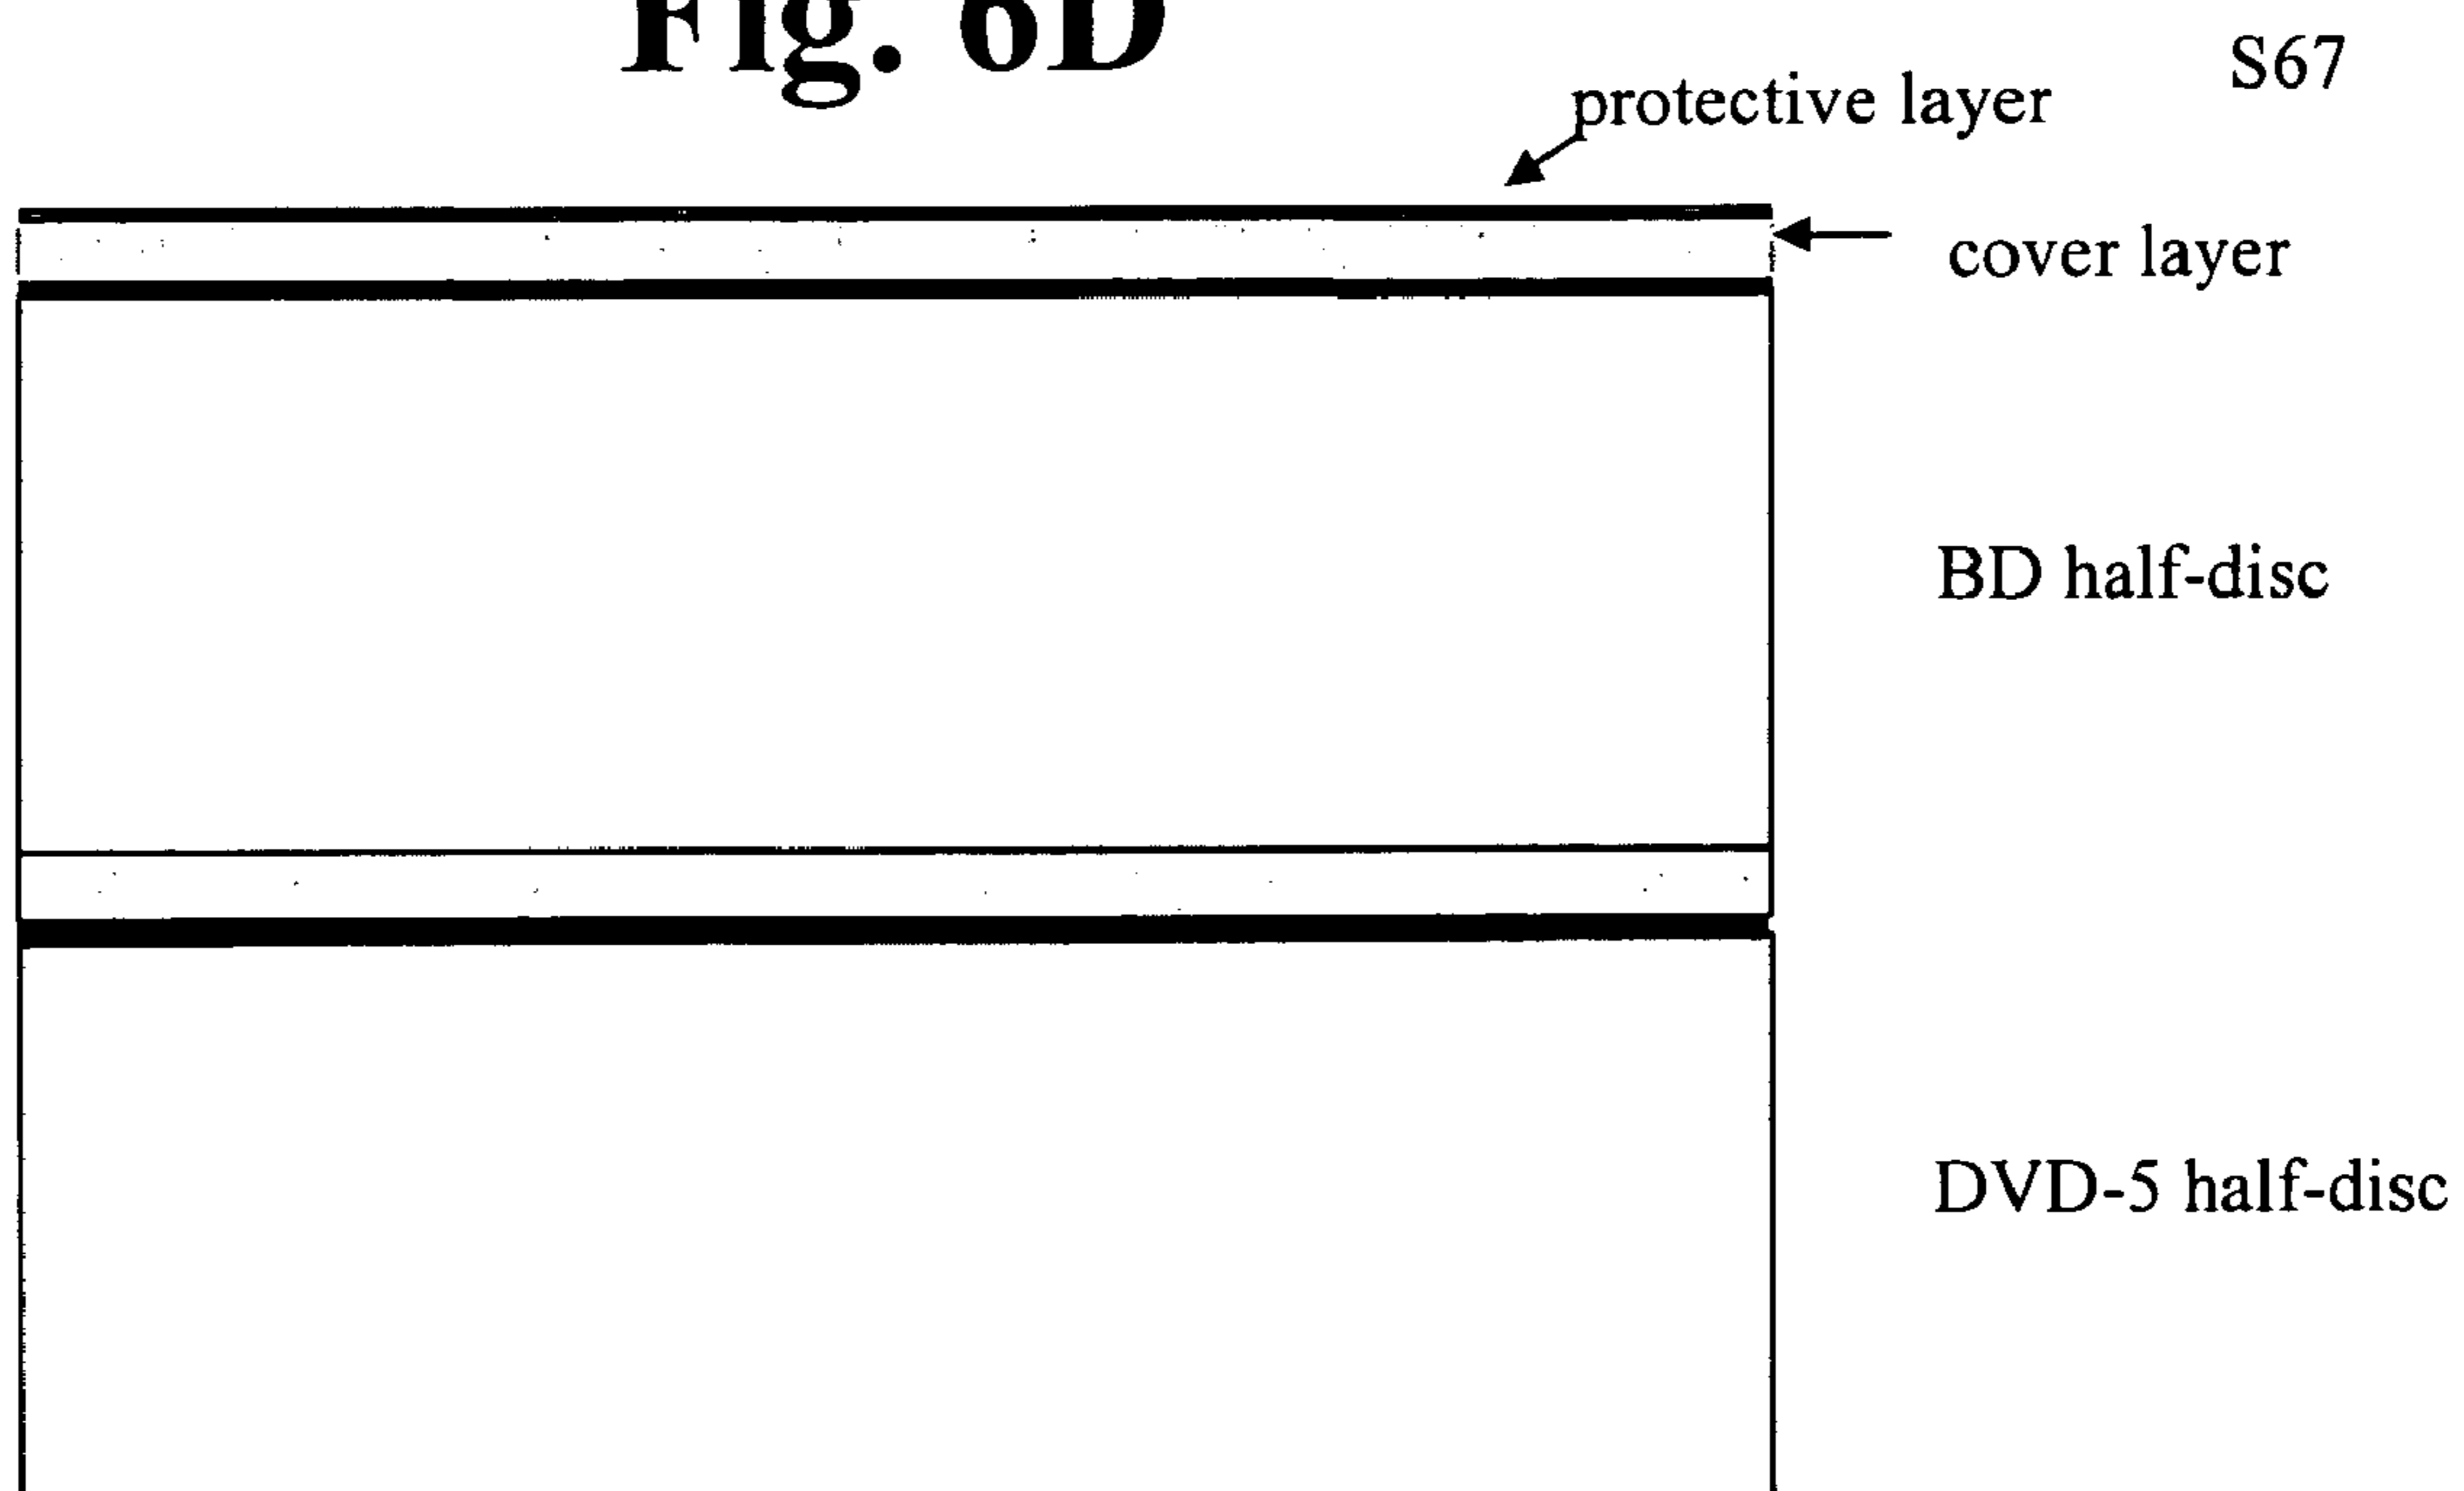 Fig. 6D
S67
protective layer
cover layer
BD half-disc
DVD-5 half-disc